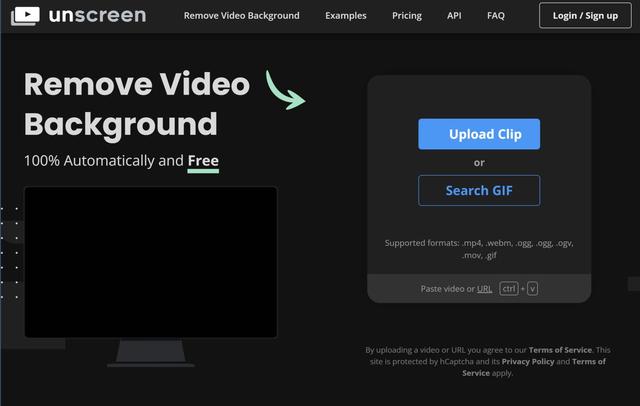 unscreen
Remove Video Background
Examples
Pricing
API
FAQ
Login / Sign up
Remove Video
Background
100% Automatically and Free
Upload Clip
or
Search GIF
Supported formats: .mp4, .webm, .ogg, .ogg, .ogv,
.mov, .gif
Paste video or URL ctrl + v
By uploading a video or URL you agree to our Terms of Service. This
site is protected by hCaptcha and its Privacy Policy and Terms of
Service apply.